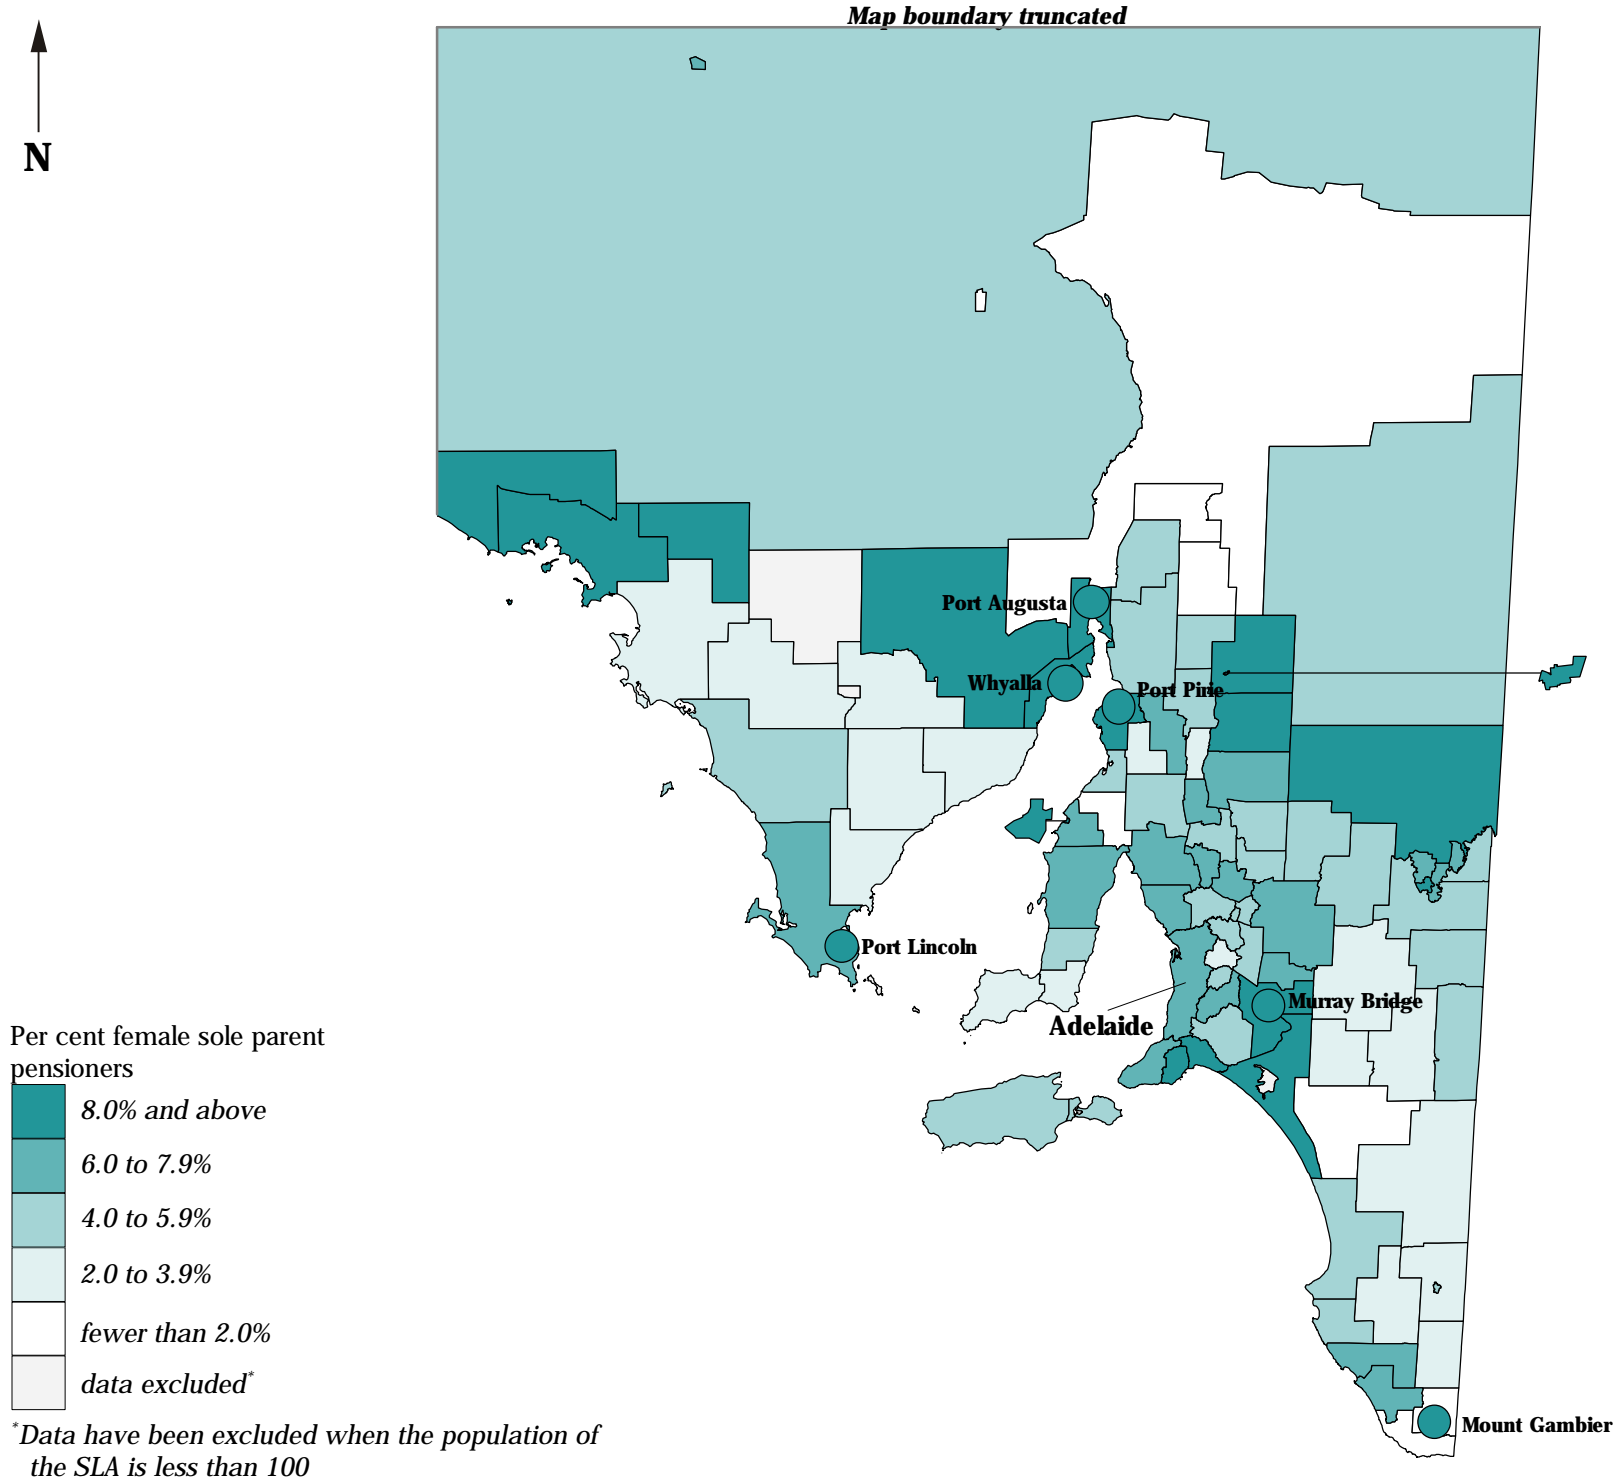 Map boundary truncated
N
Port Augusta
Whyalla
Port Pirie
Port Lincoln
Murray Bridge
Adelaide
Per cent female sole parent
pensioners
8.0% and above
6.0 to 7.9%
4.0 to 5.9%
2.0 to 3.9%
fewer than 2.0%
data excluded*
*Data have been excluded when the population of
the SLA is less than 100
Mount Gambier